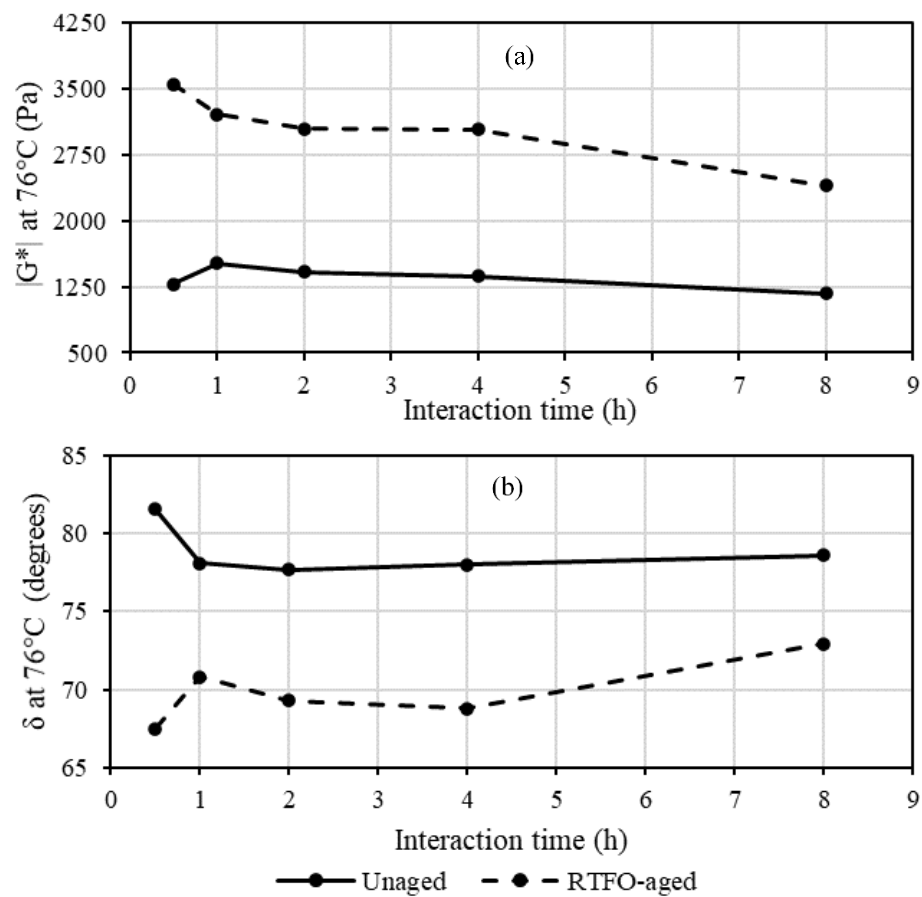 (a)
|G*| at 76°C (Pa)
4250
3500
2750
2000
1250
500
0 1 2 3 4 5 6 7 8 9
Interaction time (h)
(b)
δ at 76°C (degrees)
85
80
75
70
65
0 1 2 3 4 5 6 7 8 9
Interaction time (h)
Unaged RTFO-aged